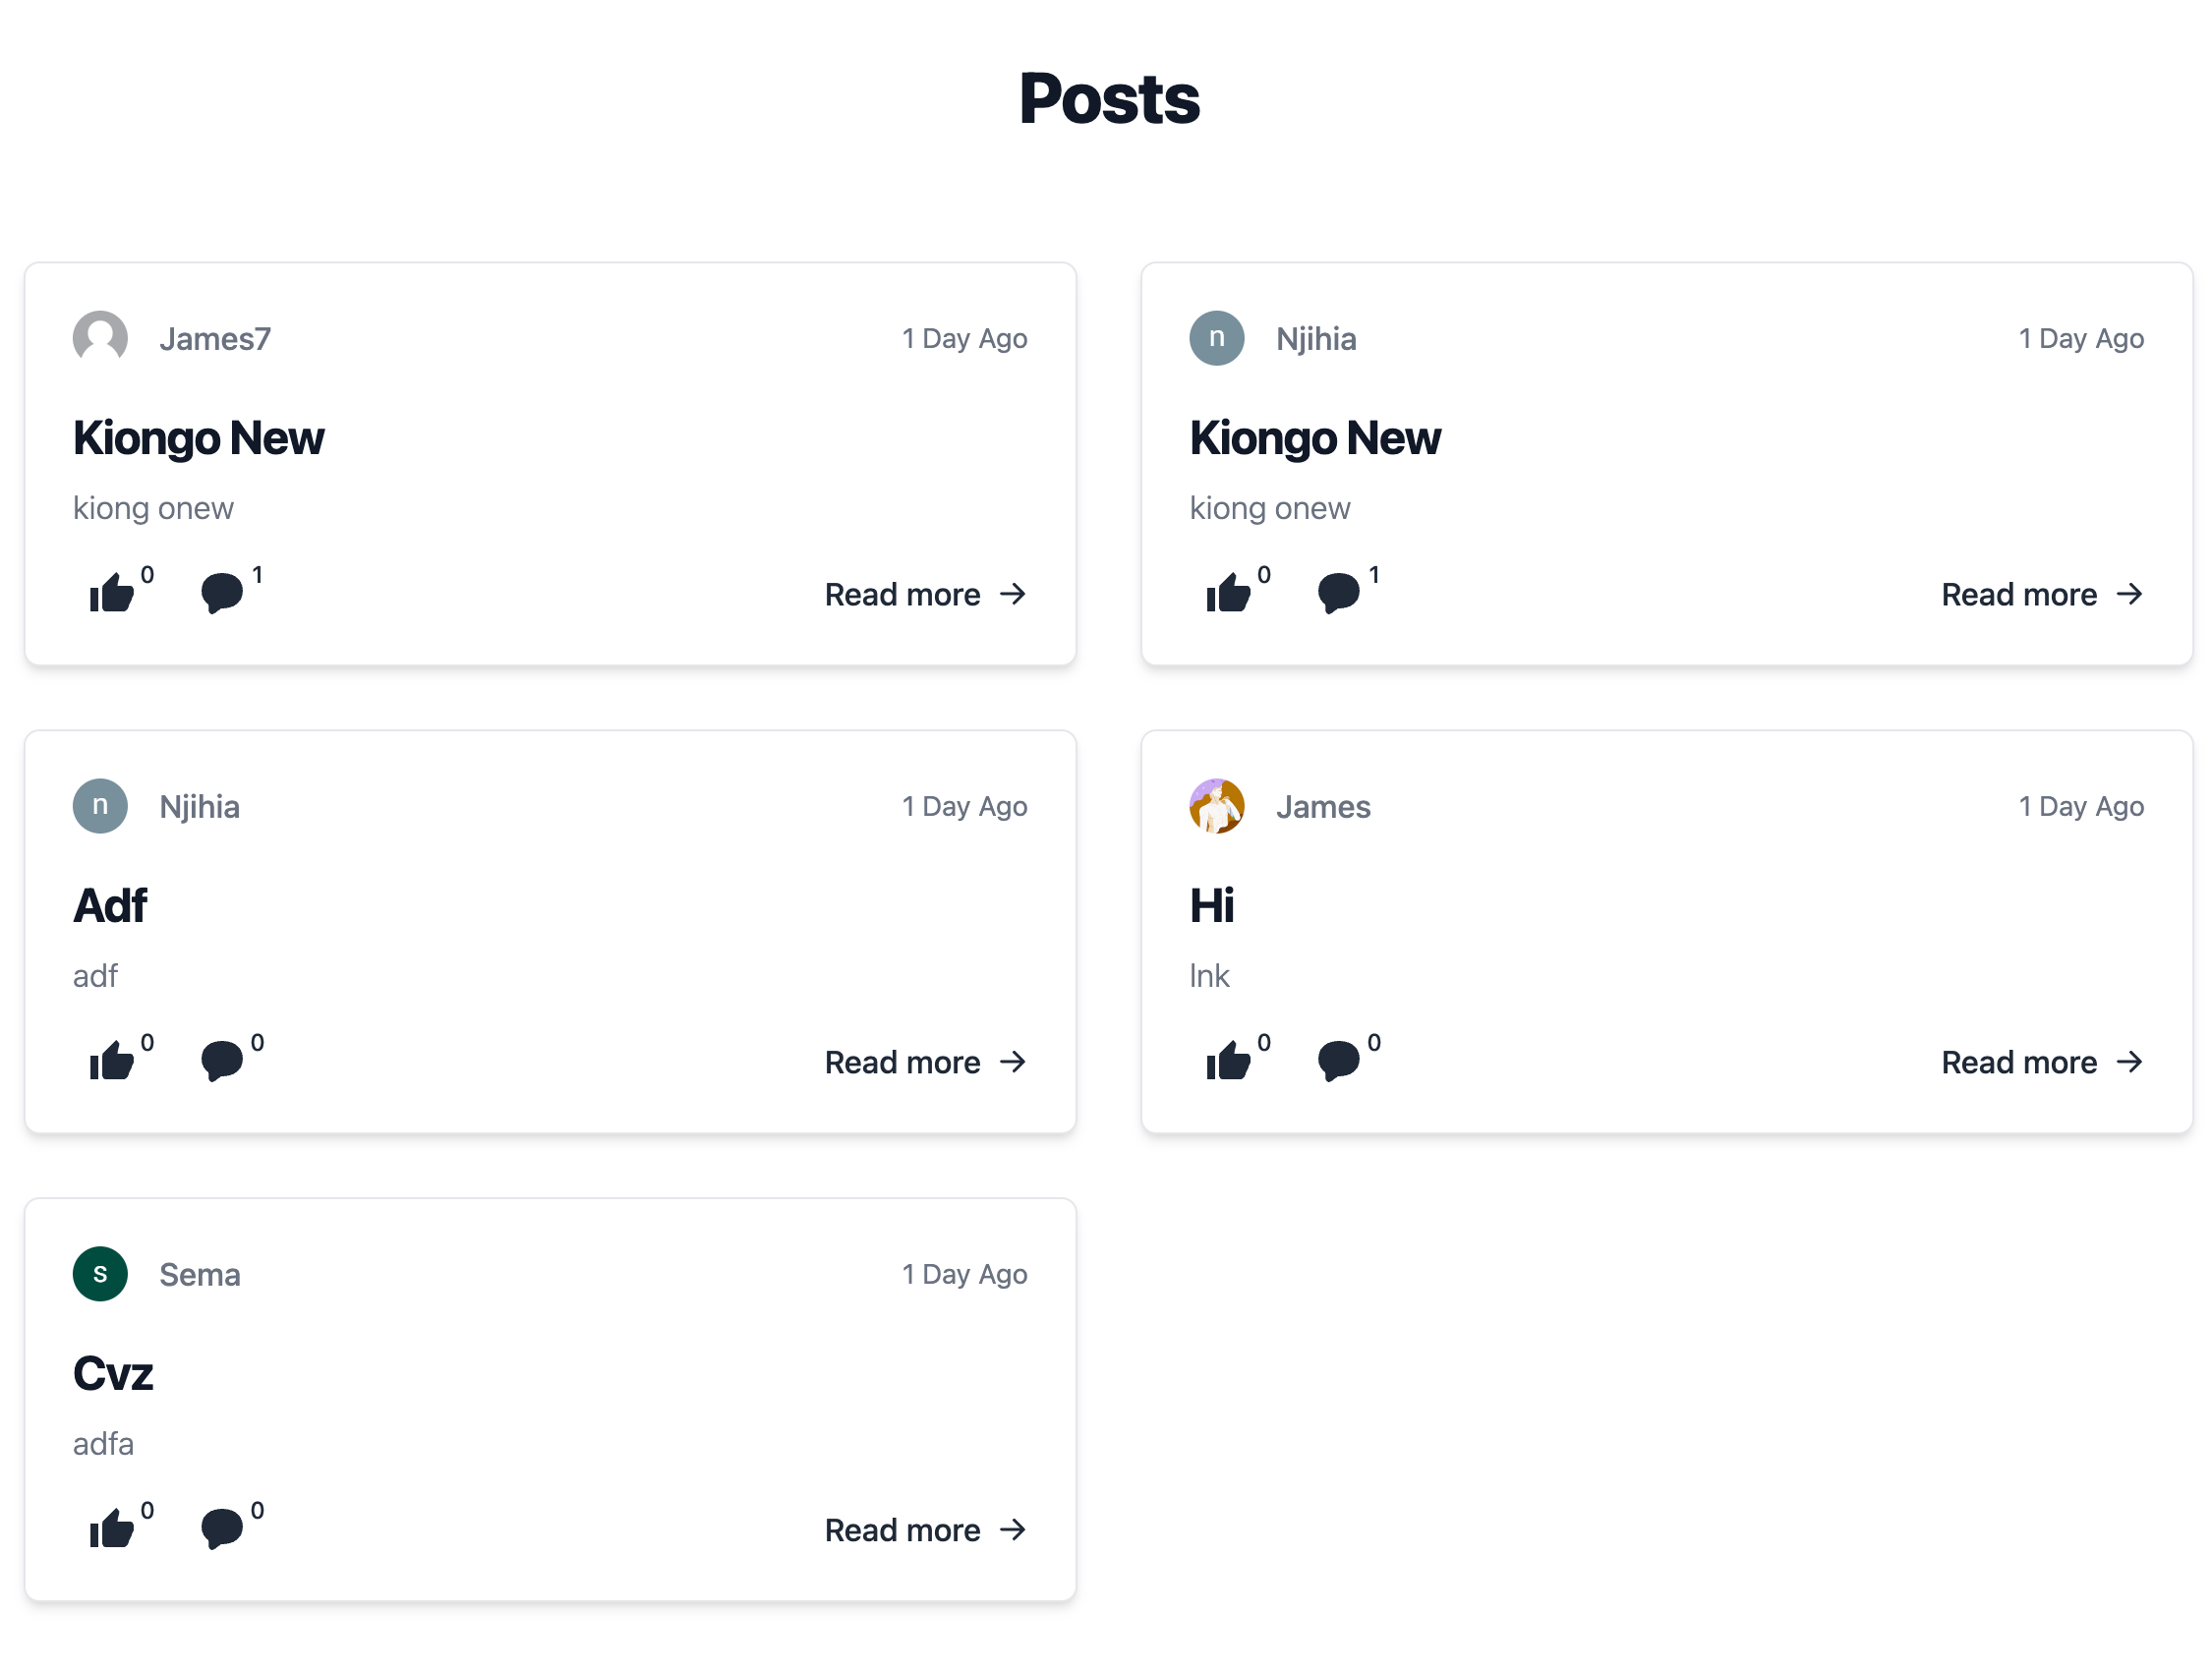 Posts
James7 1 Day Ago
Kiongo New
kiong onew
0 1 Read more →
n Njihia 1 Day Ago
Kiongo New
kiong onew
0 1 Read more →
n Njihia 1 Day Ago
Adf
adf
0 0 Read more →
James 1 Day Ago
Hi
lnk
0 0 Read more →
s Sema 1 Day Ago
Cvz
adfa
0 0 Read more →